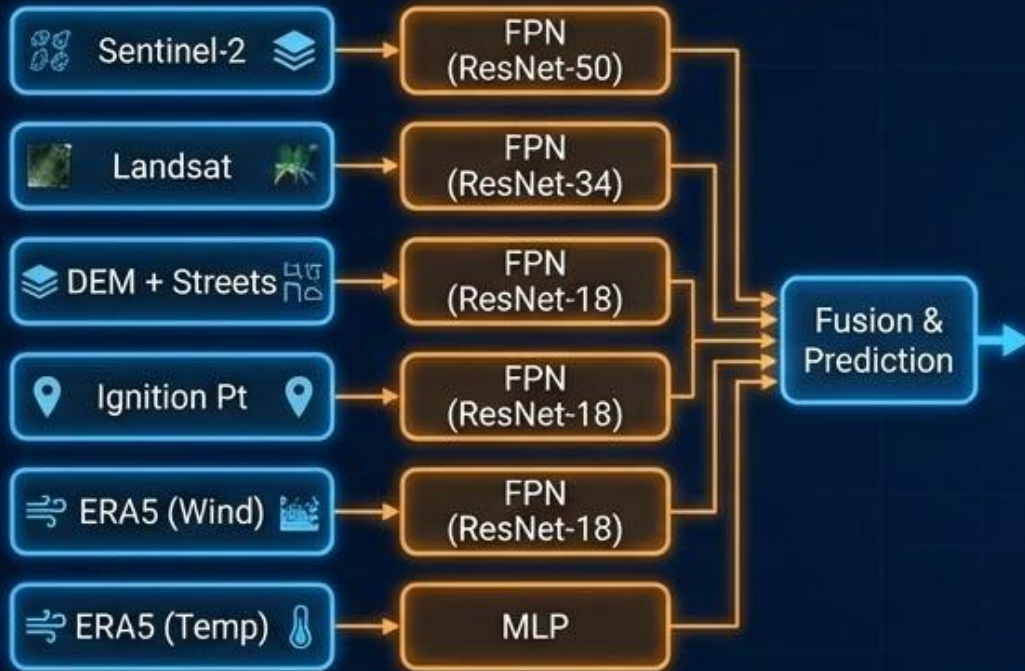 Sentinel-2
FPN
(ResNet-50)
Landsat
FPN
(ResNet-34)
DEM + Streets
FPN
(ResNet-18)
Ignition Pt
FPN
(ResNet-18)
ERA5 (Wind)
FPN
(ResNet-18)
ERA5 (Temp)
MLP
Fusion &
Prediction